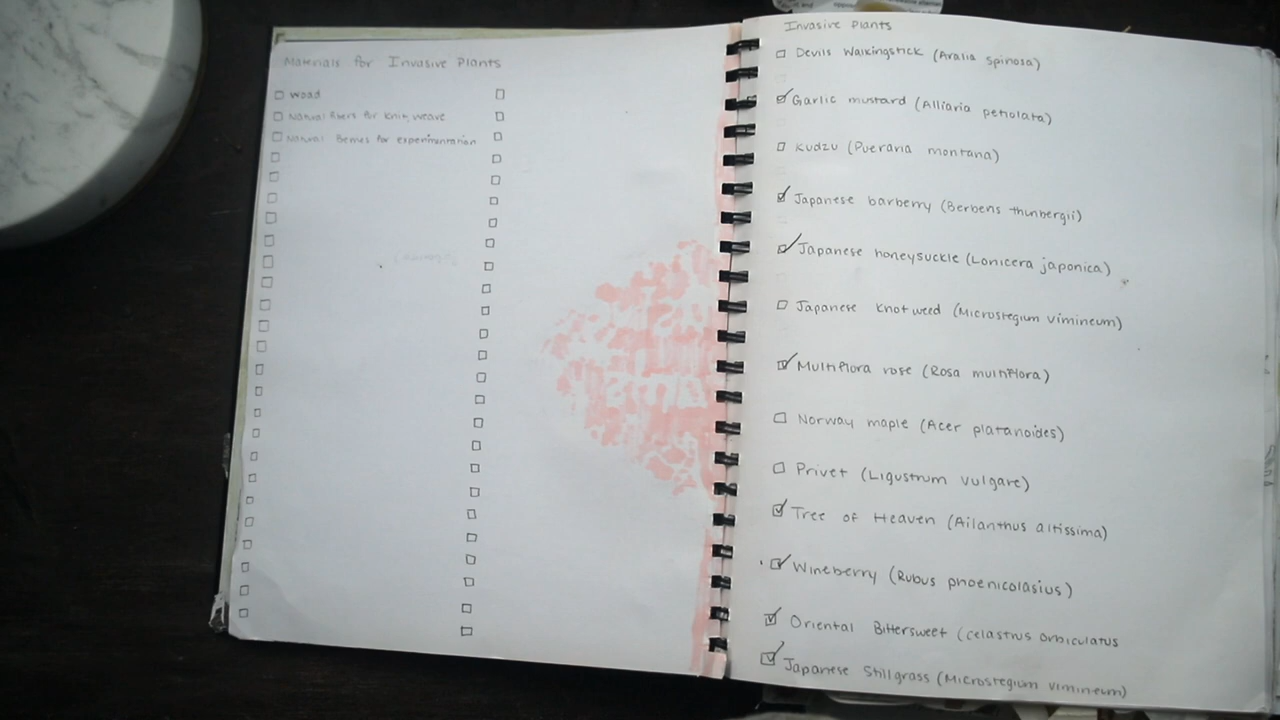 Materials for Invasive Plants
Woad
Natural fibers for knit, weave
Natural Berries for experimentation
Invasive Plants
Devils Walkingstick (Aralia spinosa)
Garlic mustard (Alliaria petiolata)
Kudzu (Pueraria montana)
Japanese barberry (Berberis thunbergii)
Japanese honeysuckle (Lonicera japonica)
Japanese knotweed (Microstegium vimineum)
Multiflora rose (Rosa multiflora)
Norway maple (Acer platanoides)
Privet (Ligustrum vulgare)
Tree of Heaven (Ailanthus altissima)
Wineberry (Rubus phoenicolasius)
Oriental Bittersweet (celastrus orbiculatus
Japanese Stiltgrass (Microstegium vimineum)